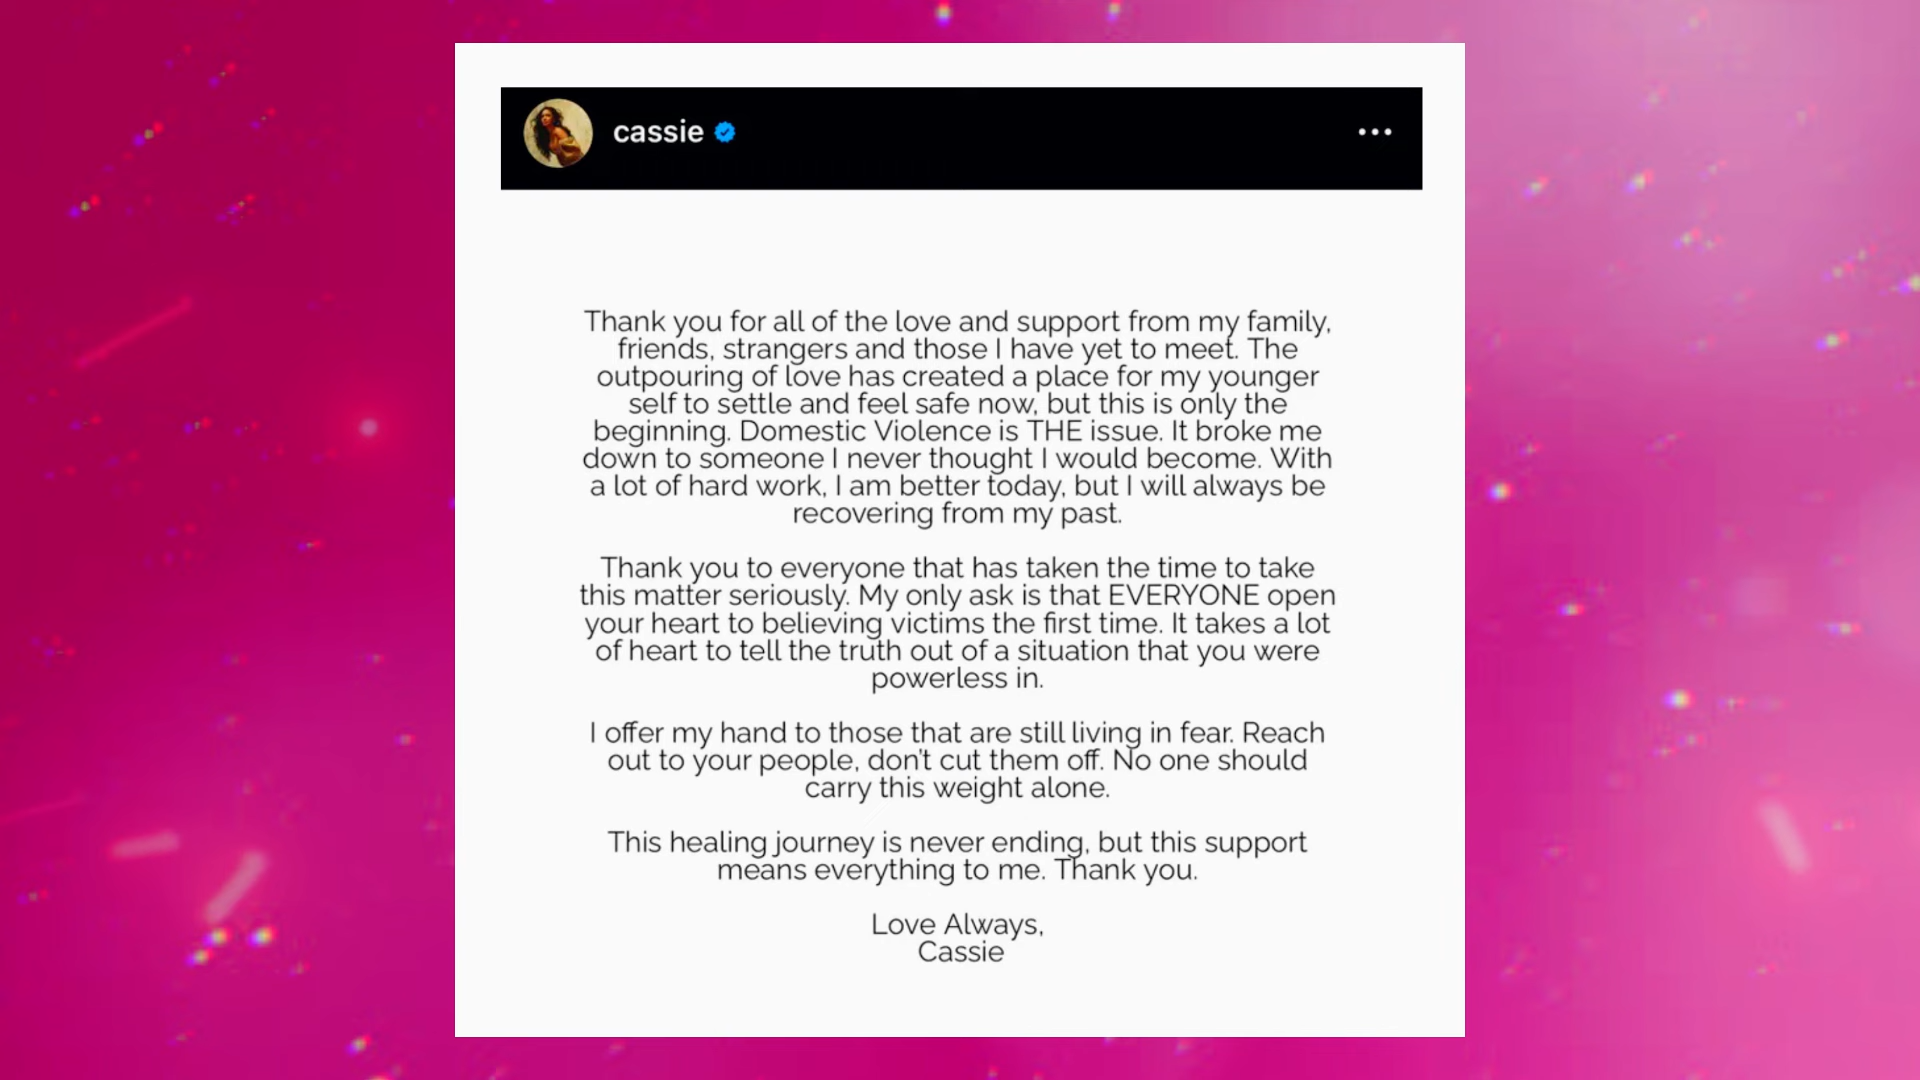 cassie
Thank you for all of the love and support from my family,
friends, strangers and those I have yet to meet. The
outpouring of love has created a place for my younger
self to settle and feel safe now, but this is only the
beginning. Domestic Violence is THE issue. It broke me
down to someone I never thought I would become. With
a lot of hard work, I am better today, but I will always be
recovering from my past.
Thank you to everyone that has taken the time to take
this matter seriously. My only ask is that EVERYONE open
your heart to believing victims the first time. It takes a lot
of heart to tell the truth out of a situation that you were
powerless in.
I offer my hand to those that are still living in fear. Reach
out to your people, don't cut them off. No one should
carry this weight alone.
This healing journey is never ending, but this support
means everything to me. Thank you.
Love Always,
Cassie